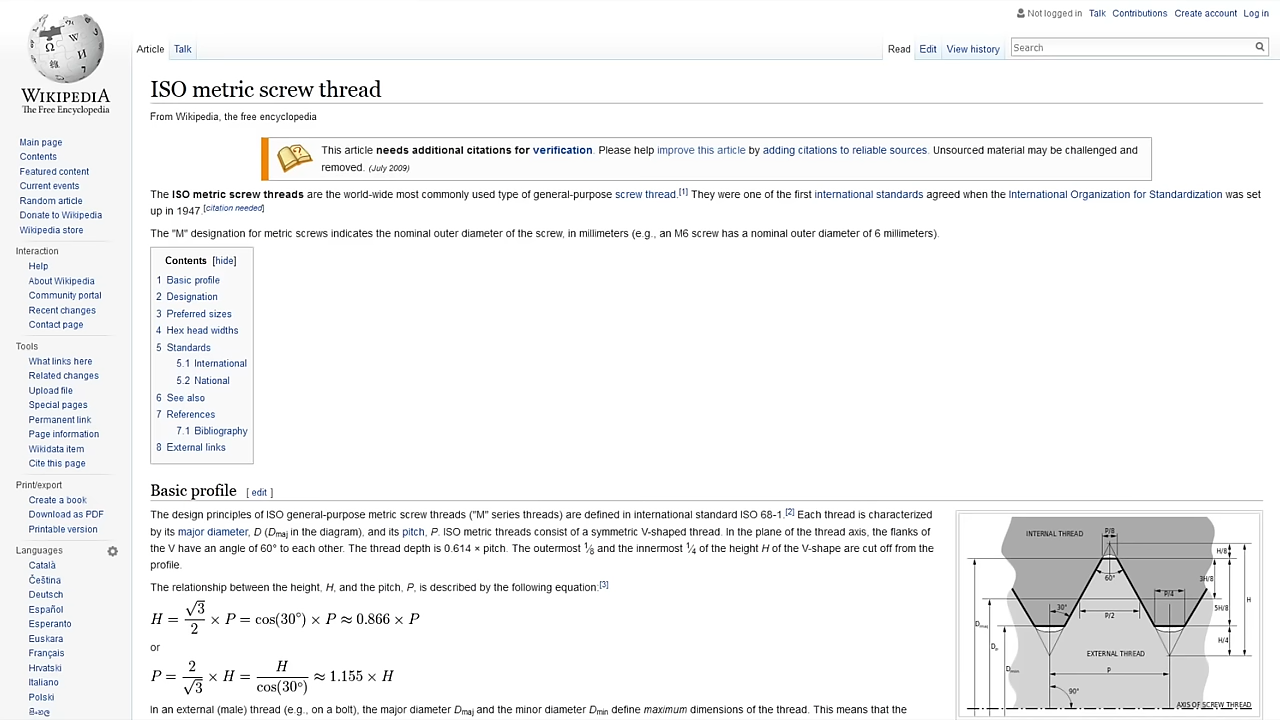 Not logged in Talk Contributions Create account Log in
Article Talk Read Edit View history Search
WIKIPEDIA
The Free Encyclopedia
Main page
Contents
Featured content
Current events
Random article
Donate to Wikipedia
Wikipedia store
Interaction
Help
About Wikipedia
Community portal
Recent changes
Contact page
Tools
What links here
Related changes
Upload file
Special pages
Permanent link
Page information
Wikidata item
Cite this page
Print/export
Create a book
Download as PDF
Printable version
Languages
Català
Čeština
Deutsch
Español
Esperanto
Euskara
Français
Hrvatski
Italiano
Polski
සිංහල
ISO metric screw thread
From Wikipedia, the free encyclopedia
This article needs additional citations for verification. Please help improve this article by adding citations to reliable sources. Unsourced material may be challenged and
removed. (July 2009)
The ISO metric screw threads are the world-wide most commonly used type of general-purpose screw thread.[1] They were one of the first international standards agreed when the International Organization for Standardization was set
up in 1947.[citation needed]
The "M" designation for metric screws indicates the nominal outer diameter of the screw, in millimeters (e.g., an M6 screw has a nominal outer diameter of 6 millimeters).
Contents [hide]
1 Basic profile
2 Designation
3 Preferred sizes
4 Hex head widths
5 Standards
5.1 International
5.2 National
6 See also
7 References
7.1 Bibliography
8 External links
Basic profile [ edit ]
The design principles of ISO general-purpose metric screw threads ("M" series threads) are defined in international standard ISO 68-1.[2] Each thread is characterized
by its major diameter, D (Dmaj in the diagram), and its pitch, P. ISO metric threads consist of a symmetric V-shaped thread. In the plane of the thread axis, the flanks of
the V have an angle of 60° to each other. The thread depth is 0.614 × pitch. The outermost 1⁄8 and the innermost 1⁄4 of the height H of the V-shape are cut off from the
profile.
The relationship between the height, H, and the pitch, P, is described by the following equation:[3]
H = √3/2 × P = cos(30°) × P ≈ 0.866 × P
or
P = 2/√3 × H = H/cos(30°) ≈ 1.155 × H
In an external (male) thread (e.g., on a bolt), the major diameter Dmaj and the minor diameter Dmin define maximum dimensions of the thread. This means that the
INTERNAL THREAD
P/8
H/8
60°
3H/8
30°
P/4
H
P/2
5H/8
Dmaj
Dp
H/4
EXTERNAL THREAD
Dmin
P
90°
AXIS OF SCREW THREAD